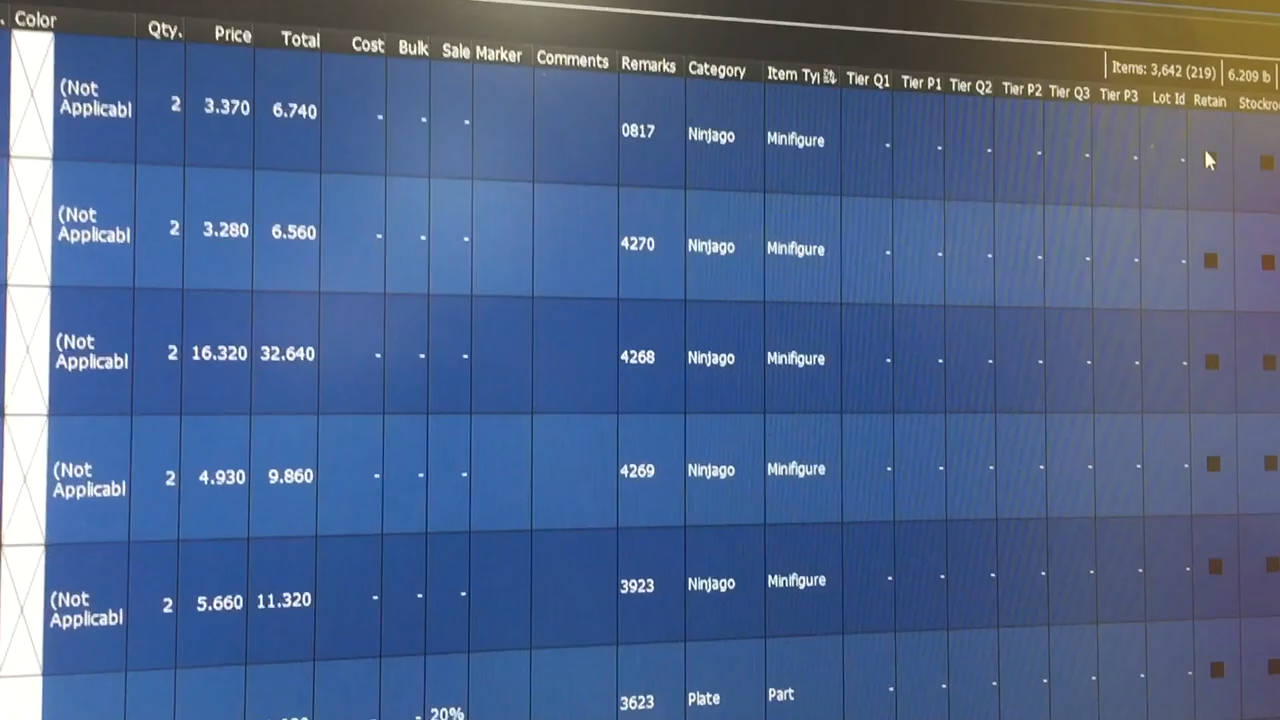 Color Qty. Price Total Cost Bulk Sale Marker Comments Remarks Category Item Tyj Tier Q1 Tier P1 Tier Q2 Tier P2 Tier Q3 Tier P3 Lot Id Retain Stockro
Items: 3,642 (219) 6.209 lb
(Not
Applicabl 2 3.370 6.740 - - - 0817 Ninjago Minifigure - - - - - - -
(Not
Applicabl 2 3.280 6.560 - - - 4270 Ninjago Minifigure - - - - - - -
(Not
Applicabl 2 16.320 32.640 - - - 4268 Ninjago Minifigure - - - - - - -
(Not
Applicabl 2 4.930 9.860 - - - 4269 Ninjago Minifigure - - - - - - -
(Not
Applicabl 2 5.660 11.320 - - - 3923 Ninjago Minifigure - - - - - - -
- - 20% 3623 Plate Part - - - - - - -